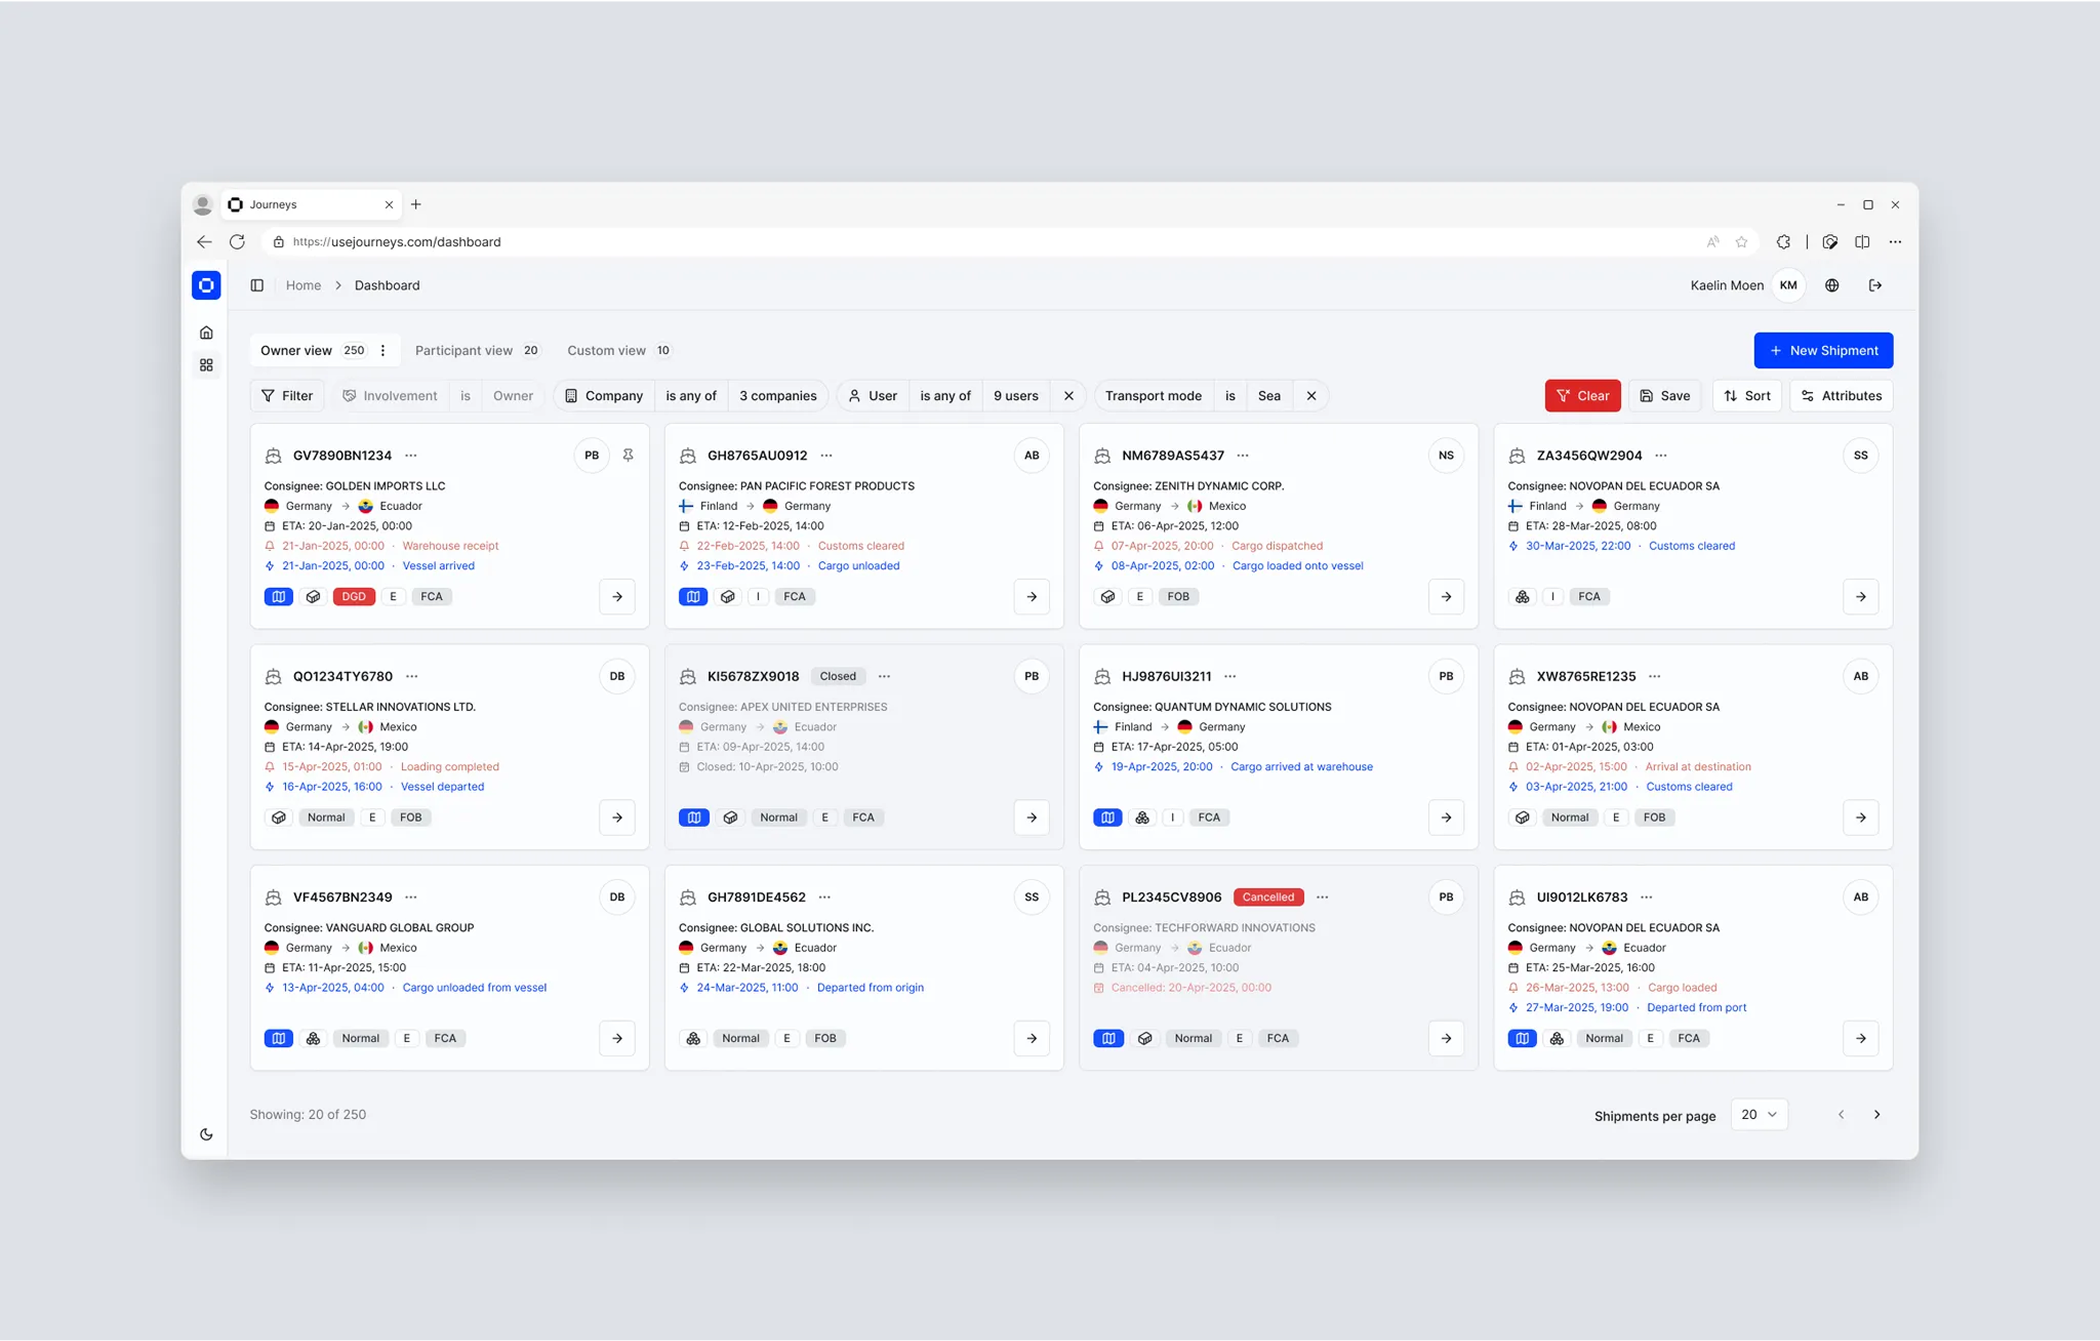 Journeys
https://usejourneys.com/dashboard
Home > Dashboard
Kaelin Moen KM
Owner view 250
Participant view 20
Custom view 10
+ New Shipment
Filter
Involvement is Owner
Company is any of 3 companies
User is any of 9 users
Transport mode is Sea
Clear
Save
Sort
Attributes
GV7890BN1234 PB
Consignee: GOLDEN IMPORTS LLC
Germany → Ecuador
ETA: 20-Jan-2025, 00:00
21-Jan-2025, 00:00 · Warehouse receipt
21-Jan-2025, 00:00 · Vessel arrived
DGD E FCA
GH8765AU0912 AB
Consignee: PAN PACIFIC FOREST PRODUCTS
Finland → Germany
ETA: 12-Feb-2025, 14:00
22-Feb-2025, 14:00 · Customs cleared
23-Feb-2025, 14:00 · Cargo unloaded
I FCA
NM6789AS5437 NS
Consignee: ZENITH DYNAMIC CORP.
Germany → Mexico
ETA: 06-Apr-2025, 12:00
07-Apr-2025, 20:00 · Cargo dispatched
08-Apr-2025, 02:00 · Cargo loaded onto vessel
E FOB
ZA3456QW2904 SS
Consignee: NOVOPAN DEL ECUADOR SA
Finland → Germany
ETA: 28-Mar-2025, 08:00
30-Mar-2025, 22:00 · Customs cleared
I FCA
QO1234TY6780 DB
Consignee: STELLAR INNOVATIONS LTD.
Germany → Mexico
ETA: 14-Apr-2025, 19:00
15-Apr-2025, 01:00 · Loading completed
16-Apr-2025, 16:00 · Vessel departed
Normal E FOB
KI5678ZX9018 Closed PB
Consignee: APEX UNITED ENTERPRISES
Germany → Ecuador
ETA: 09-Apr-2025, 14:00
Closed: 10-Apr-2025, 10:00
Normal E FCA
HJ9876UI3211 PB
Consignee: QUANTUM DYNAMIC SOLUTIONS
Finland → Germany
ETA: 17-Apr-2025, 05:00
19-Apr-2025, 20:00 · Cargo arrived at warehouse
I FCA
XW8765RE1235 AB
Consignee: NOVOPAN DEL ECUADOR SA
Germany → Mexico
ETA: 01-Apr-2025, 03:00
02-Apr-2025, 15:00 · Arrival at destination
03-Apr-2025, 21:00 · Customs cleared
Normal E FOB
VF4567BN2349 DB
Consignee: VANGUARD GLOBAL GROUP
Germany → Mexico
ETA: 11-Apr-2025, 15:00
13-Apr-2025, 04:00 · Cargo unloaded from vessel
Normal E FCA
GH7891DE4562 SS
Consignee: GLOBAL SOLUTIONS INC.
Germany → Ecuador
ETA: 22-Mar-2025, 18:00
24-Mar-2025, 11:00 · Departed from origin
Normal E FOB
PL2345CV8906 Cancelled PB
Consignee: TECHFORWARD INNOVATIONS
Germany → Ecuador
ETA: 04-Apr-2025, 10:00
Cancelled: 20-Apr-2025, 00:00
Normal E FCA
UI9012LK6783 AB
Consignee: NOVOPAN DEL ECUADOR SA
Germany → Ecuador
ETA: 25-Mar-2025, 16:00
26-Mar-2025, 13:00 · Cargo loaded
27-Mar-2025, 19:00 · Departed from port
Normal E FCA
Showing: 20 of 250
Shipments per page 20